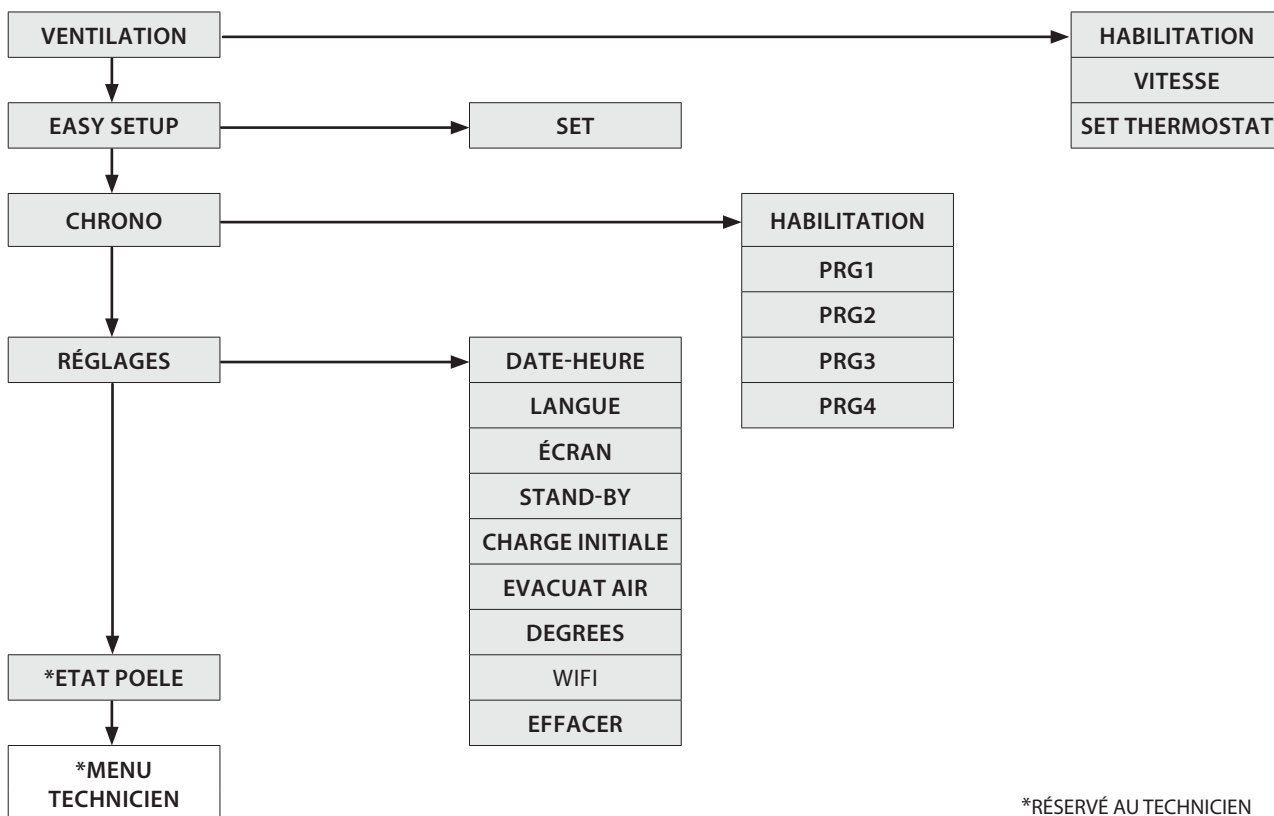 VENTILATION
HABILITATION
VITESSE
SET THERMOSTAT
EASY SETUP
SET
CHRONO
HABILITATION
PRG1
PRG2
PRG3
PRG4
RÉGLAGES
DATE-HEURE
LANGUE
ÉCRAN
STAND-BY
CHARGE INITIALE
EVACUAT AIR
DEGREES
WIFI
EFFACER
*ETAT POELE
*MENU
TECHNICIEN
*RÉSERVÉ AU TECHNICIEN